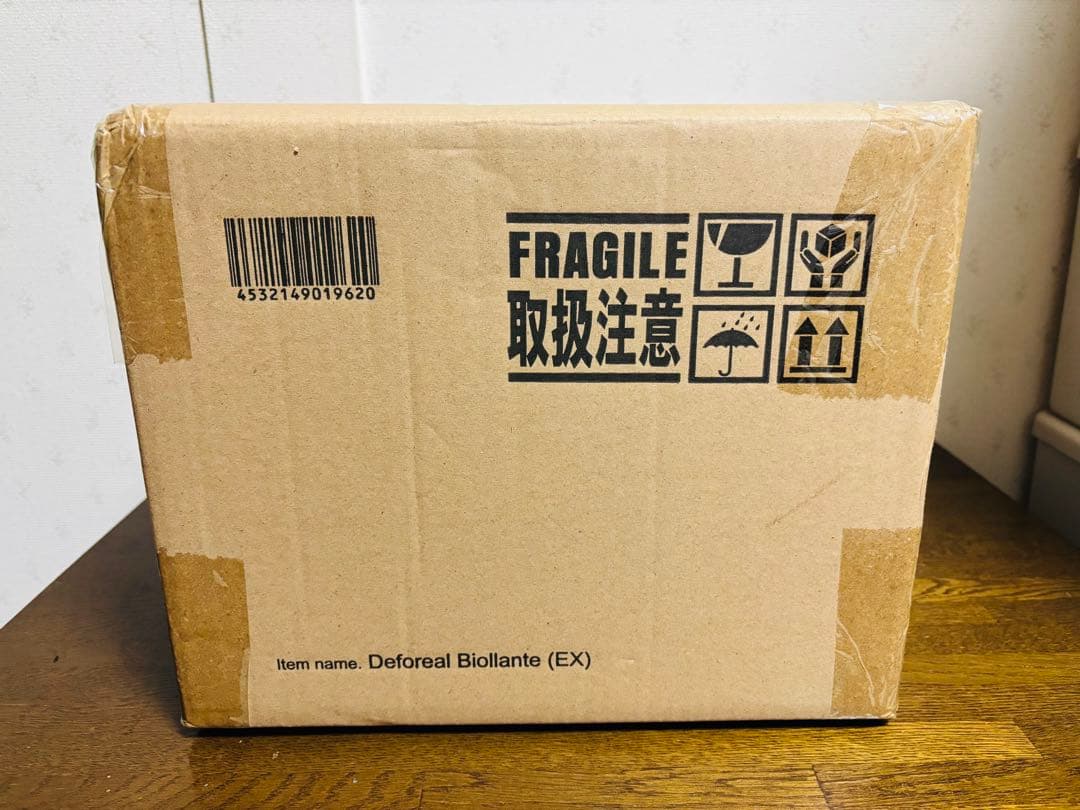 4532149019620
FRAGILE
取扱注意
Item name. Deforeal Biollante (EX)